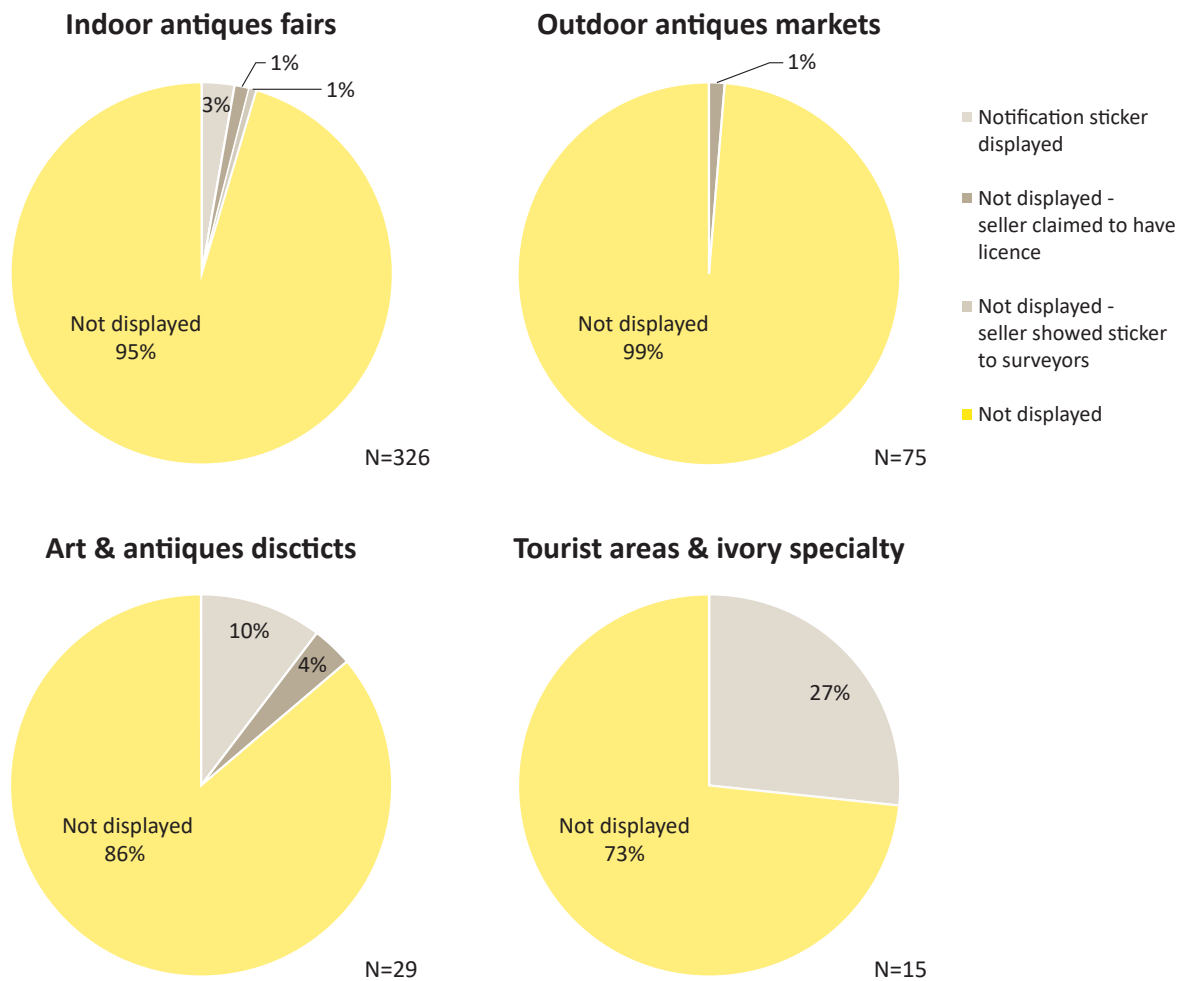 Indoor antiques fairs
1%
1%
3%
Not displayed
95%
N=326
Outdoor antiques markets
1%
Not displayed
99%
N=75
Notification sticker
displayed
Not displayed -
seller claimed to have
licence
Not displayed -
seller showed sticker
to surveyors
Not displayed
Art & antiiques discticts
10%
4%
Not displayed
86%
N=29
Tourist areas & ivory specialty
27%
Not displayed
73%
N=15